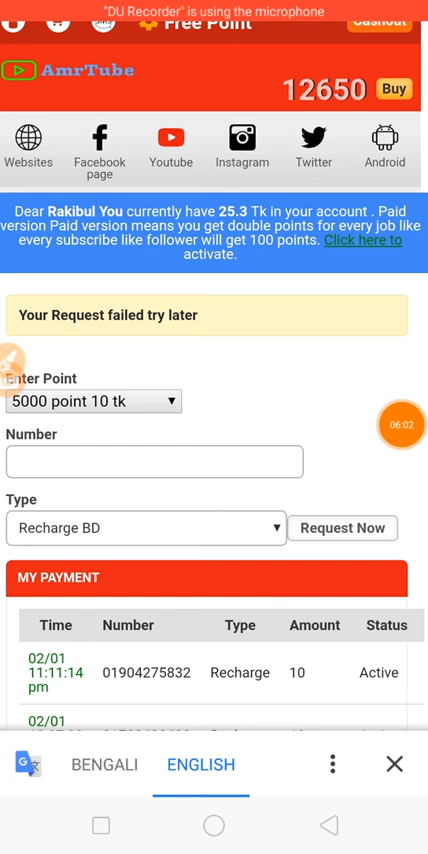 "DU Recorder" is using the microphone
Free Point
Cashout
AmrTube
12650
Buy
Websites
Facebook
page
Youtube
Instagram
Twitter
Android
Dear Rakibul You currently have 25.3 Tk in your account . Paid
version Paid version means you get double points for every job like
every subscribe like follower will get 100 points. Click here to
activate.
Your Request failed try later
Enter Point
5000 point 10 tk
06:02
Number
Type
Recharge BD
Request Now
MY PAYMENT
Time Number Type Amount Status
02/01
11:11:14
pm
01904275832 Recharge 10 Active
02/01
BENGALI
ENGLISH